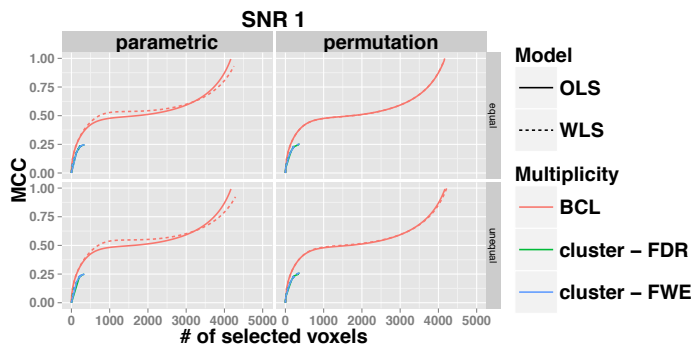 SNR 1
parametric
permutation
1.00
0.75
0.50
0.25
0.00
equal
1.00
0.75
0.50
0.25
0.00
unequal
MCC
0 1000 2000 3000 4000 5000
0 1000 2000 3000 4000 5000
# of selected voxels
Model
OLS
WLS
Multiplicity
BCL
cluster − FDR
cluster − FWE